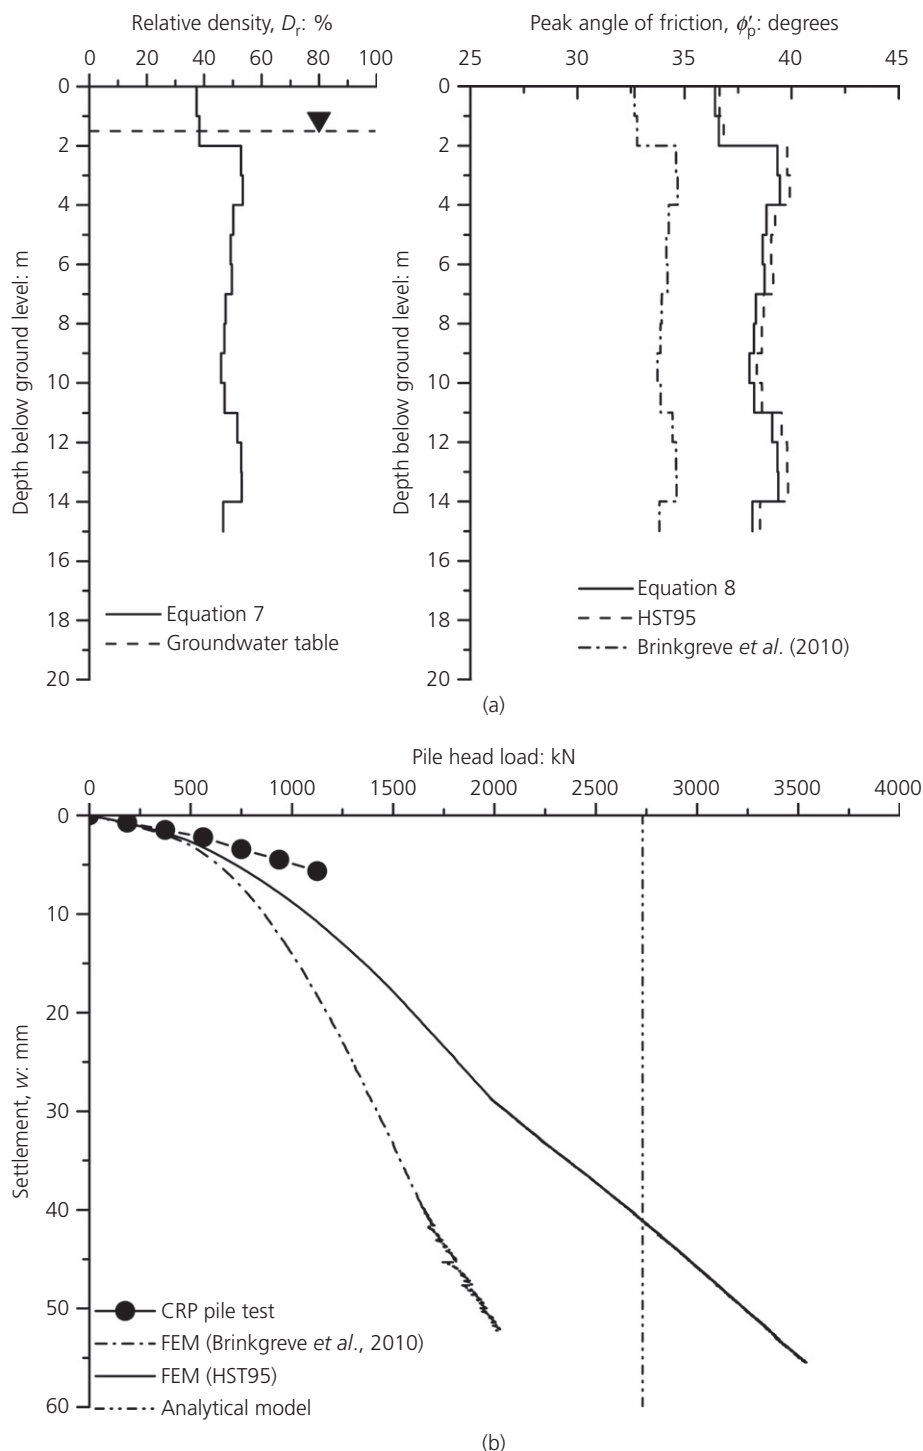 Relative density, Dr: %
0 20 40 60 80 100
0
2
4
6
8
10
12
14
16
18
20
Depth below ground level: m
Equation 7
Groundwater table
Peak angle of friction, ϕ′p: degrees
25 30 35 40 45
0
2
4
6
8
10
12
14
16
18
20
Depth below ground level: m
Equation 8
HST95
Brinkgreve et al. (2010)
(a)
Pile head load: kN
0 500 1000 1500 2000 2500 3000 3500 4000
0
10
20
30
40
50
60
Settlement, w: mm
CRP pile test
FEM (Brinkgreve et al., 2010)
FEM (HST95)
Analytical model
(b)